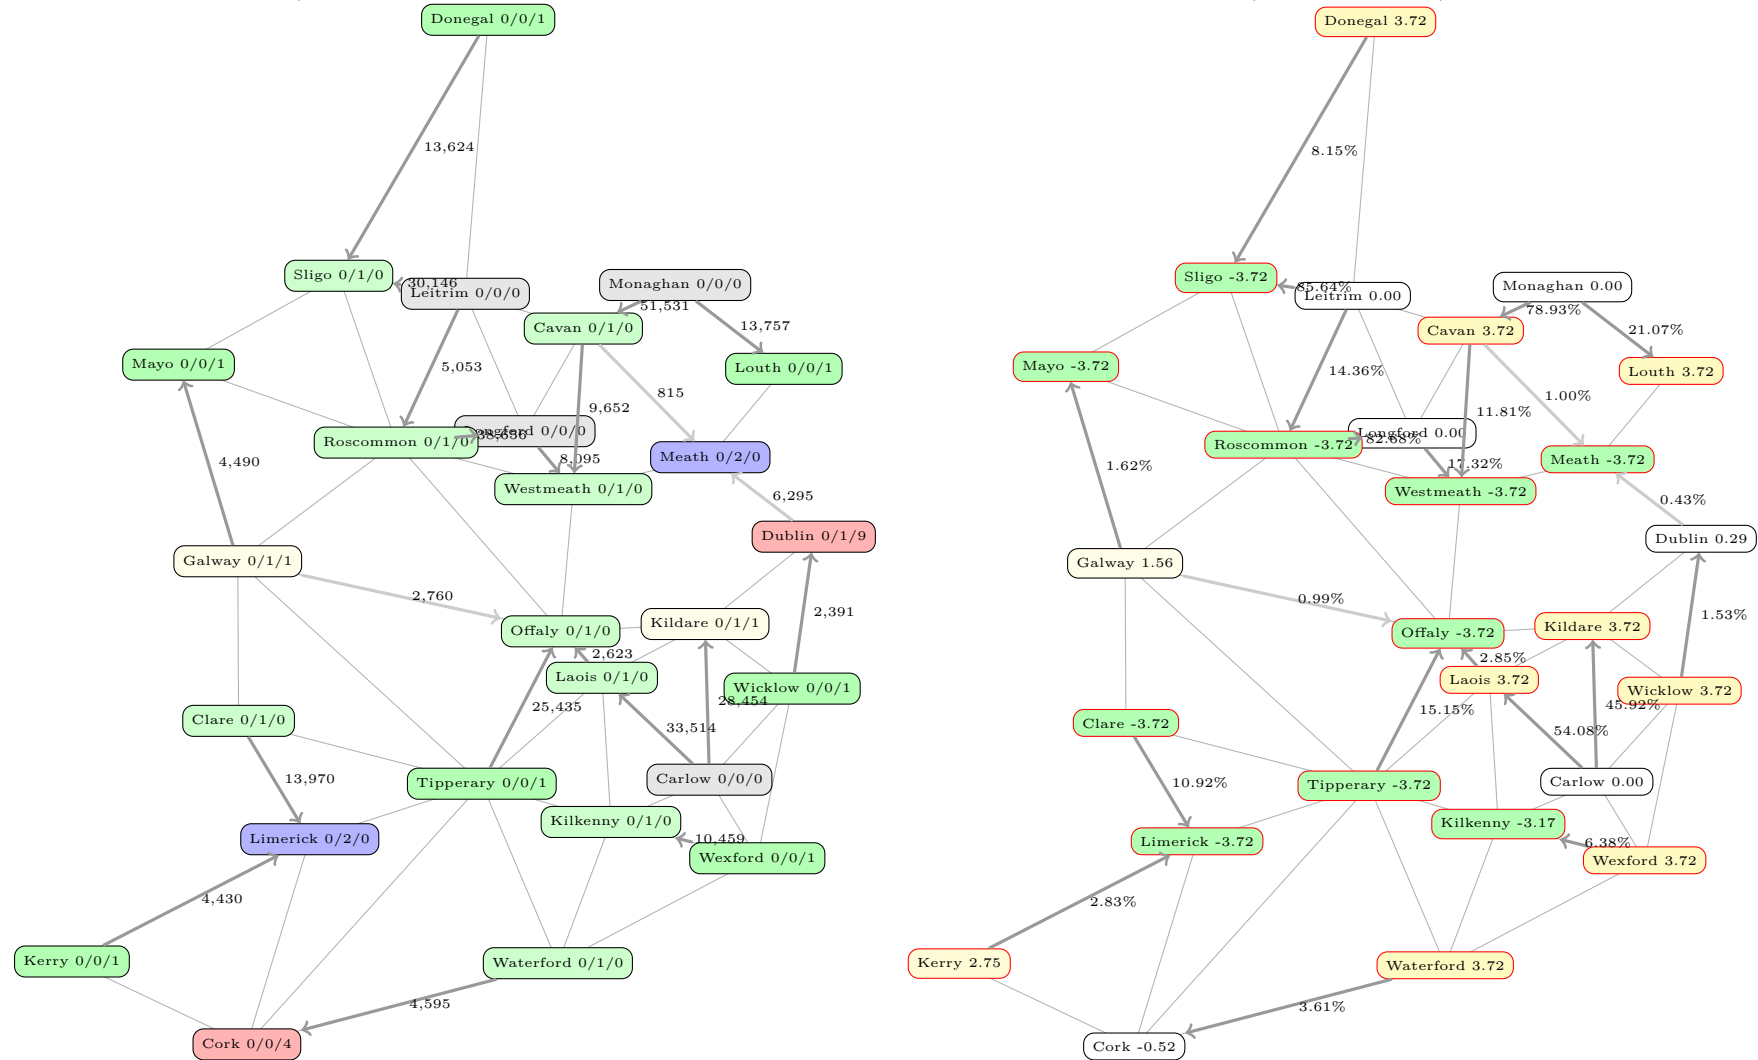 Donegal 0/0/1
13,624
Sligo 0/1/0
30,146
Leitrim 0/0/0
Monaghan 0/0/0
51,531
Cavan 0/1/0
13,757
Mayo 0/0/1
5,053
Louth 0/0/1
815
9,652
Longford 0/0/0
Roscommon 0/1/0
38,656
4,490
8,095
Meath 0/2/0
Westmeath 0/1/0
6,295
Dublin 0/1/9
Galway 0/1/1
2,760
2,391
Offaly 0/1/0
Kildare 0/1/1
2,623
Laois 0/1/0
Wicklow 0/0/1
28,454
25,435
Clare 0/1/0
33,514
13,970
Tipperary 0/0/1
Carlow 0/0/0
Kilkenny 0/1/0
Limerick 0/2/0
10,459
Wexford 0/0/1
4,430
Kerry 0/0/1
Waterford 0/1/0
4,595
Cork 0/0/4
Donegal 3.72
8.15%
Sligo -3.72
85.64%
Leitrim 0.00
Monaghan 0.00
78.93%
Cavan 3.72
21.07%
Mayo -3.72
14.36%
Louth 3.72
1.00%
11.81%
Longford 0.00
Roscommon -3.72
82.68%
1.62%
17.32%
Meath -3.72
Westmeath -3.72
0.43%
Dublin 0.29
Galway 1.56
0.99%
1.53%
Offaly -3.72
Kildare 3.72
2.85%
Laois 3.72
Wicklow 3.72
45.92%
15.15%
Clare -3.72
54.08%
10.92%
Tipperary -3.72
Carlow 0.00
Kilkenny -3.17
Limerick -3.72
6.38%
Wexford 3.72
2.83%
Kerry 2.75
Waterford 3.72
3.61%
Cork -0.52